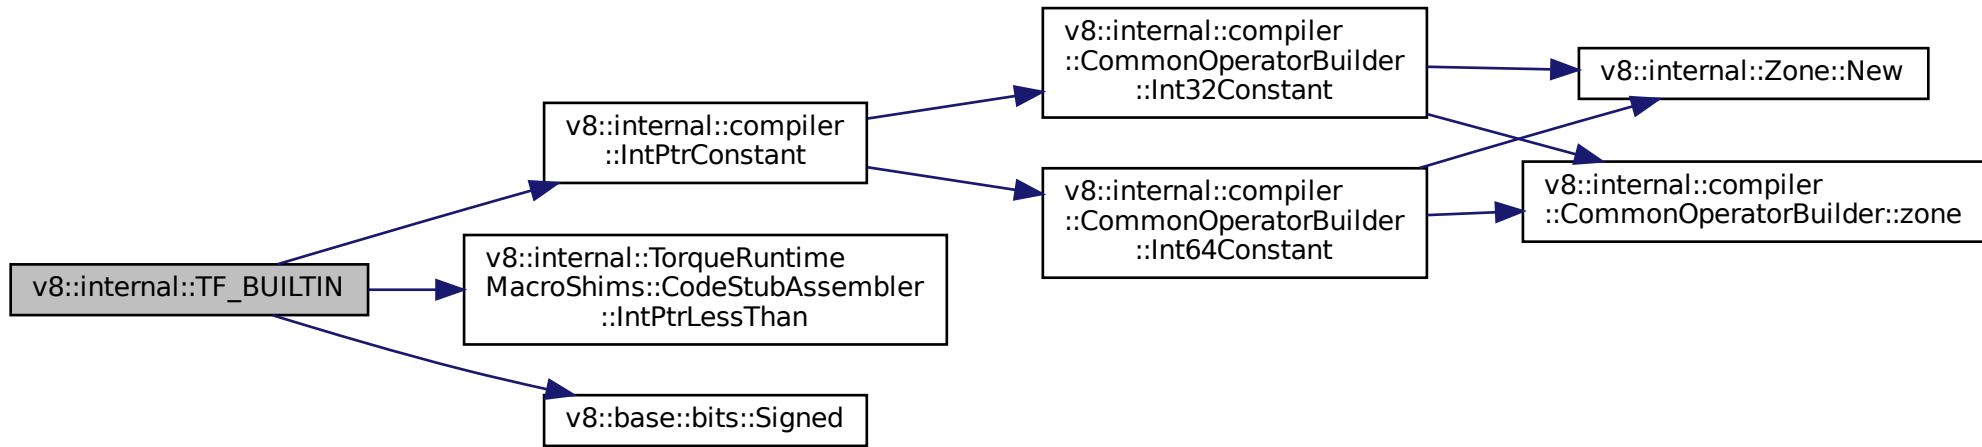 v8::internal::TF_BUILTIN
v8::internal::compiler
::IntPtrConstant
v8::internal::TorqueRuntime
MacroShims::CodeStubAssembler
::IntPtrLessThan
v8::base::bits::Signed
v8::internal::compiler
::CommonOperatorBuilder
::Int32Constant
v8::internal::compiler
::CommonOperatorBuilder
::Int64Constant
v8::internal::Zone::New
v8::internal::compiler
::CommonOperatorBuilder::zone